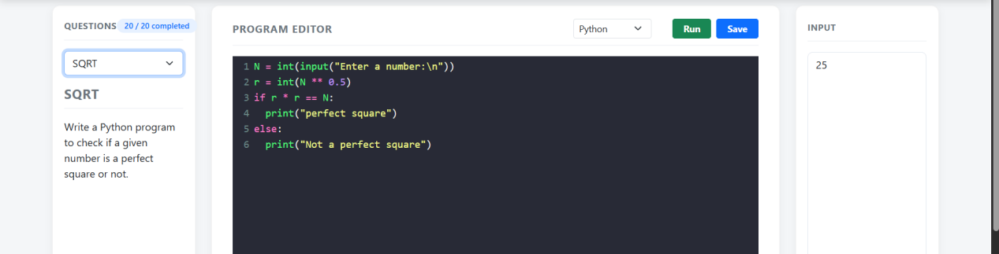 QUESTIONS 20 / 20 completed
SQRT
SQRT
Write a Python program
to check if a given
number is a perfect
square or not.
PROGRAM EDITOR
Python
Run
Save
1 N = int(input("Enter a number:\n"))
2 r = int(N ** 0.5)
3 if r * r == N:
4   print("perfect square")
5 else:
6   print("Not a perfect square")
INPUT
25